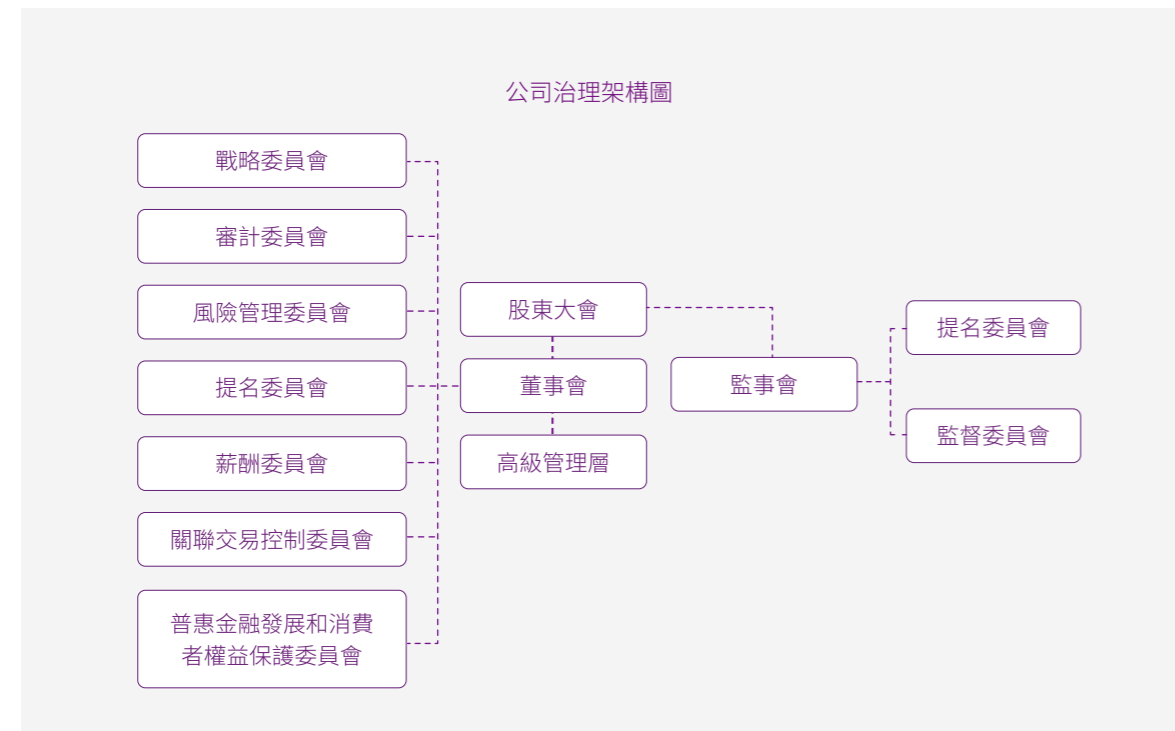 公司治理架構圖
戰略委員會
審計委員會
風險管理委員會
提名委員會
薪酬委員會
關聯交易控制委員會
普惠金融發展和消費
者權益保護委員會
股東大會
董事會
高級管理層
監事會
提名委員會
監督委員會